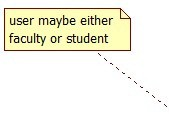 user maybe either
faculty or student